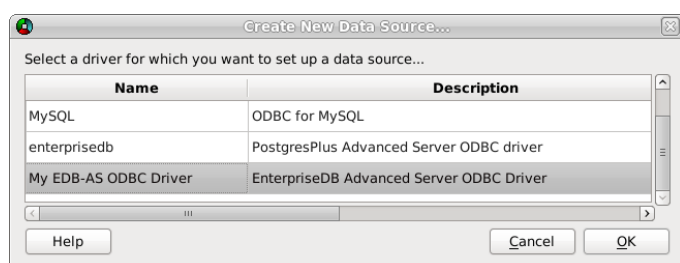 Create New Data Source...
Select a driver for which you want to set up a data source...
Name Description
MySQL ODBC for MySQL
enterprisedb PostgresPlus Advanced Server ODBC driver
My EDB-AS ODBC Driver EnterpriseDB Advanced Server ODBC Driver
Help Cancel OK